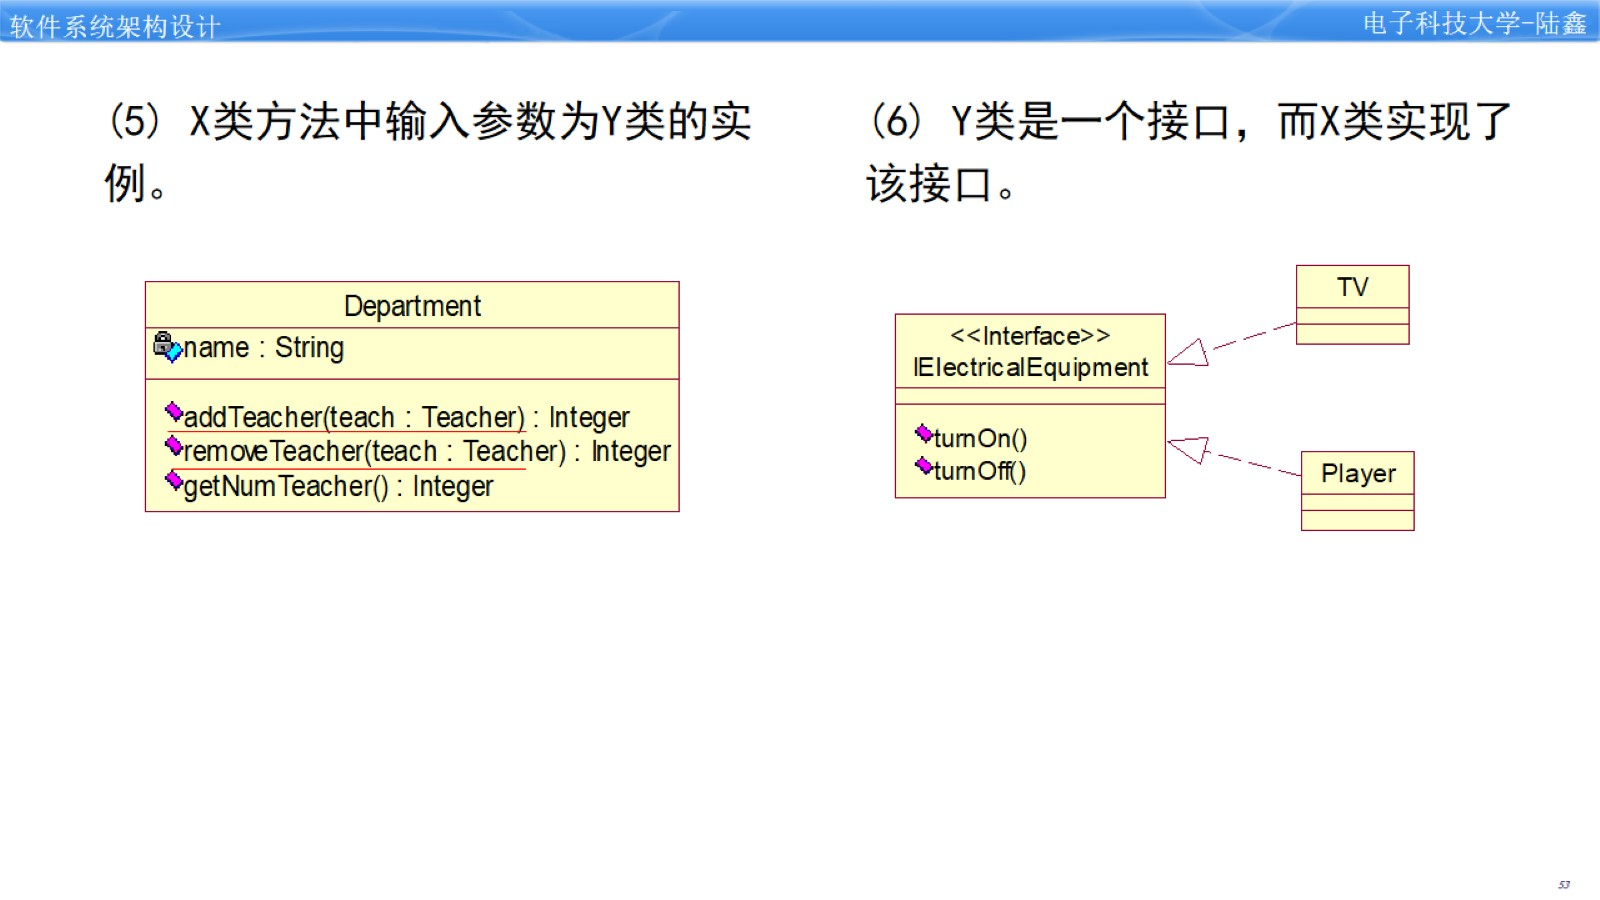 软件系统架构设计
电子科技大学-陆鑫
(5) X类方法中输入参数为Y类的实
例。
(6) Y类是一个接口，而X类实现了
该接口。
Department
name : String
addTeacher(teach : Teacher) : Integer
removeTeacher(teach : Teacher) : Integer
getNumTeacher() : Integer
<<Interface>>
IElectricalEquipment
turnOn()
turnOff()
TV
Player
53